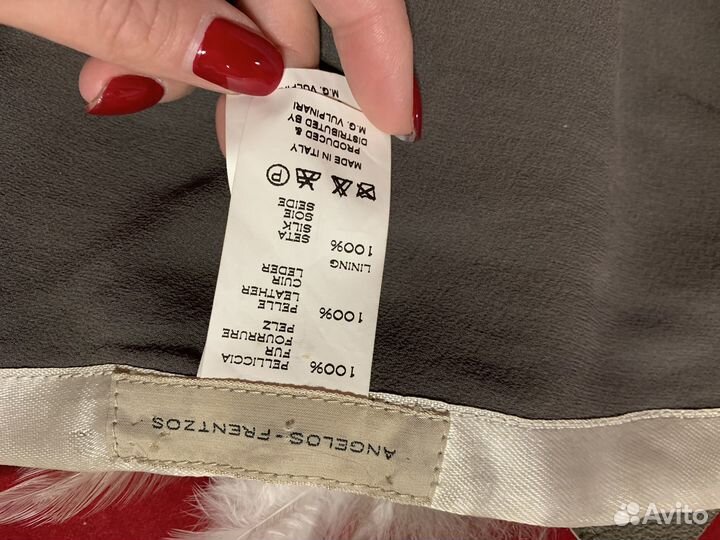 ANGELOS-FRENTZOS
100% PELLICCIA
FUR
FOURRURE
PELZ
100% PELLE
LEATHER
CUIR
LEDER
LINING
100% SETA
SILK
SOIE
SEIDE
P
MADE IN ITALY
PRODUCED &
DISTRIBUTED BY
M.G. VULPINARI
M.G. VULPINAR
Avito